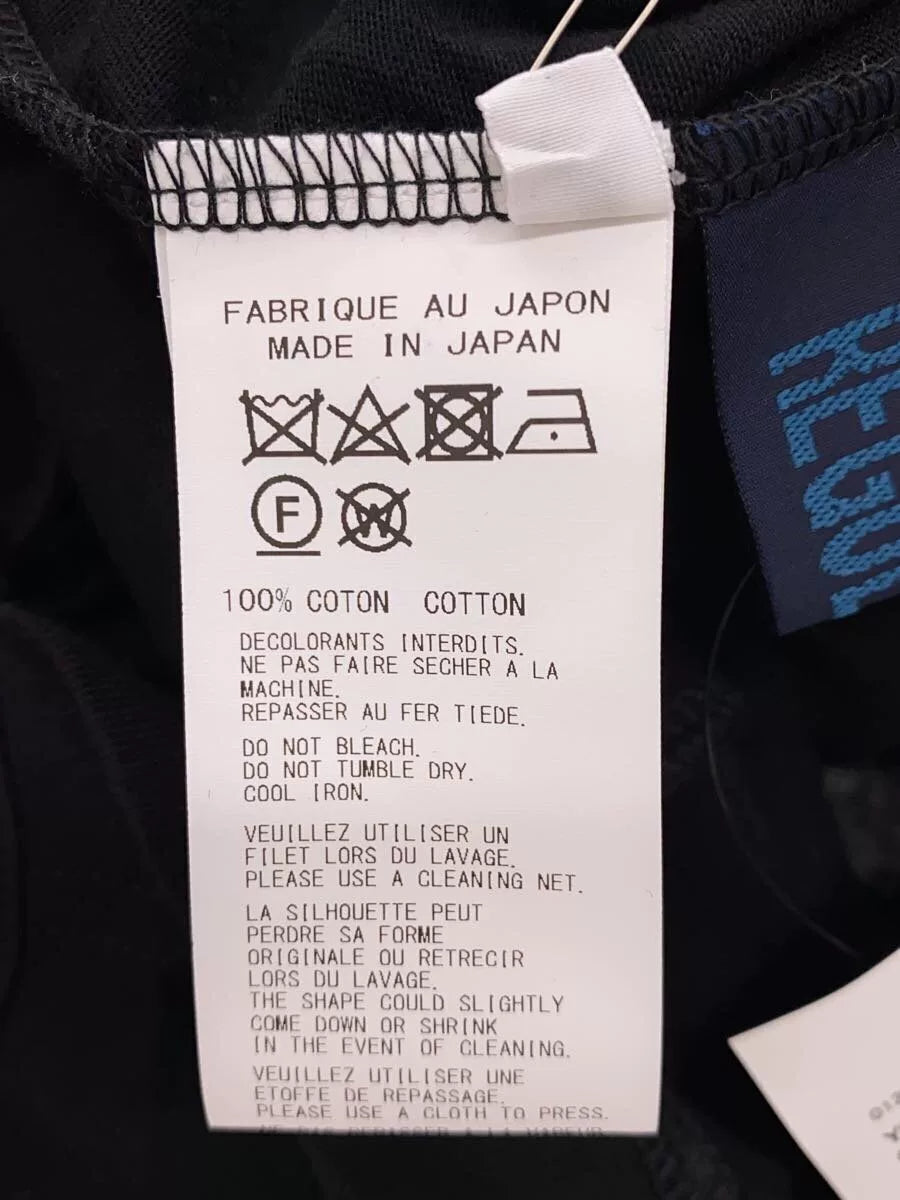 FABRIQUE AU JAPON
MADE IN JAPAN
F
W
100% COTON COTTON
DECOLORANTS INTERDITS.
NE PAS FAIRE SECHER A LA
MACHINE.
REPASSER AU FER TIEDE.
DO NOT BLEACH.
DO NOT TUMBLE DRY.
COOL IRON.
VEUILLEZ UTILISER UN
FILET LORS DU LAVAGE.
PLEASE USE A CLEANING NET.
LA SILHOUETTE PEUT
PERDRE SA FORME
ORIGINALE OU RETRECIR
LORS DU LAVAGE.
THE SHAPE COULD SLIGHTLY
COME DOWN OR SHRINK
IN THE EVENT OF CLEANING.
VEUILLEZ UTILISER UNE
ETOFFE DE REPASSAGE.
PLEASE USE A CLOTH TO PRESS.